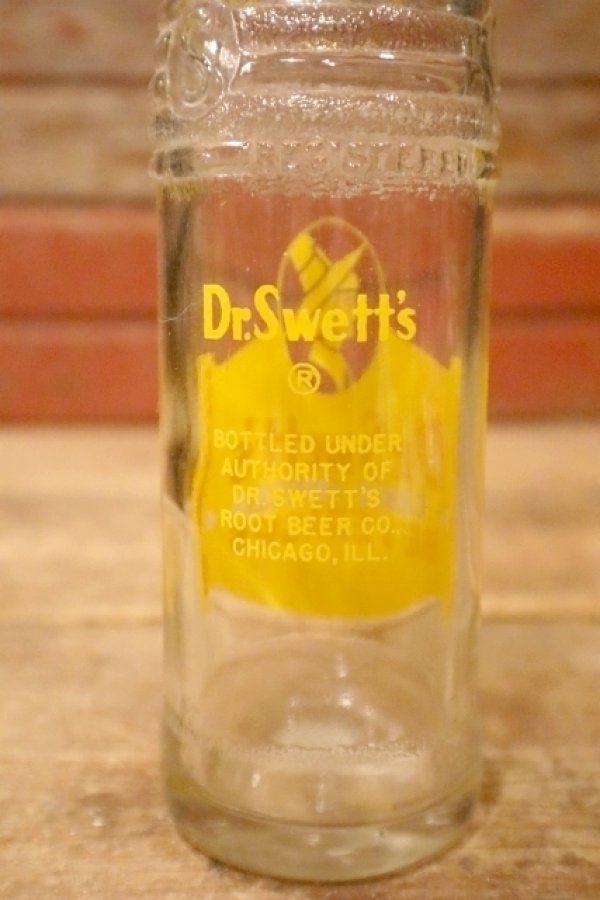 REGISTERED
Dr. Swett's
®
BOTTLED UNDER
AUTHORITY OF
DR. SWETT'S
ROOT BEER CO.,
CHICAGO, ILL.